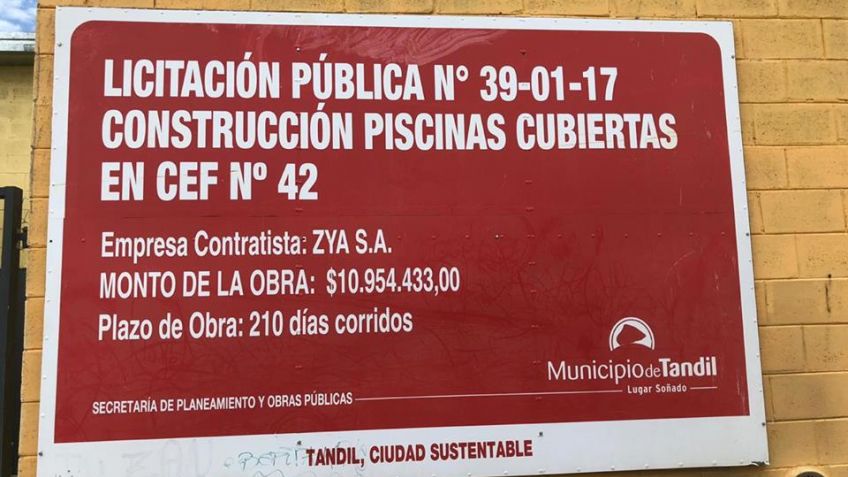 LICITACIÓN PÚBLICA N° 39-01-17
CONSTRUCCIÓN PISCINAS CUBIERTAS
EN CEF Nº 42
Empresa Contratista: ZYA S.A.
MONTO DE LA OBRA: $10.954.433,00
Plazo de Obra: 210 días corridos
Municipio de Tandil
Lugar Soñado
SECRETARÍA DE PLANEAMIENTO Y OBRAS PÚBLICAS
TANDIL, CIUDAD SUSTENTABLE